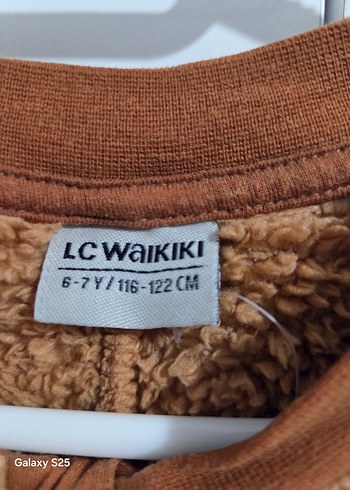 LC WAIKIKI
6-7 Y / 116-122 CM
Galaxy S25